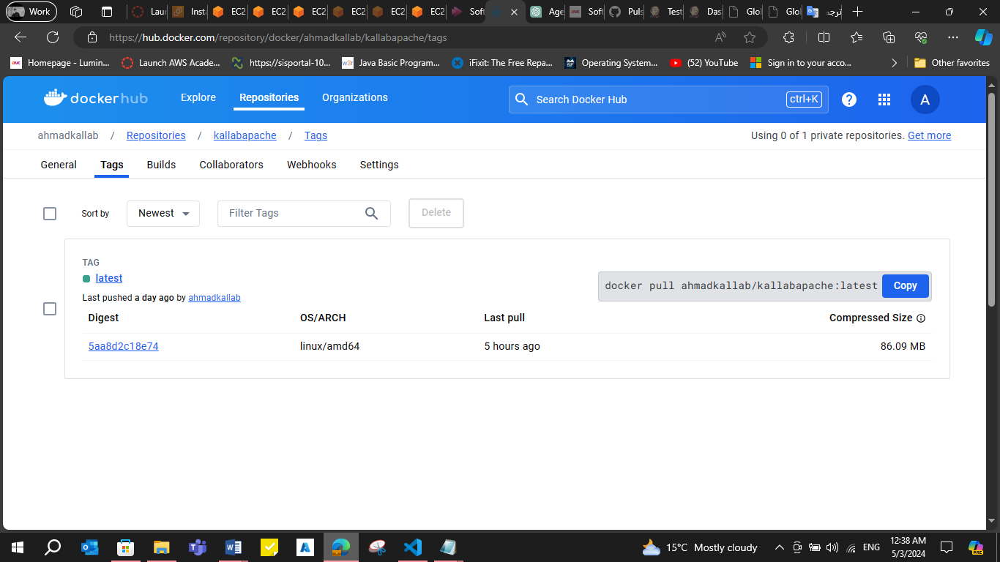 Work
Laun
Insta
EC2
EC2
EC2
EC2
EC2
EC2
Soft
Age
Soft
Puls
Test
Das
Glol
Glol
ترجم
https://hub.docker.com/repository/docker/ahmadkallab/kallabapache/tags
Homepage - Lumin...
Launch AWS Acade...
https://sisportal-10...
Java Basic Program...
iFixit: The Free Repa...
Operating System...
(52) YouTube
Sign in to your acco...
Other favorites
dockerhub
Explore
Repositories
Organizations
Search Docker Hub
ctrl+K
?
A
ahmadkallab / Repositories / kallabapache / Tags
Using 0 of 1 private repositories. Get more
General
Tags
Builds
Collaborators
Webhooks
Settings
Sort by
Newest
Filter Tags
Delete
TAG
latest
docker pull ahmadkallab/kallabapache:latest
Copy
Last pushed a day ago by ahmadkallab
Digest
OS/ARCH
Last pull
Compressed Size
5aa8d2c18e74
linux/amd64
5 hours ago
86.09 MB
15°C Mostly cloudy
ENG
12:38 AM
5/3/2024
PRE